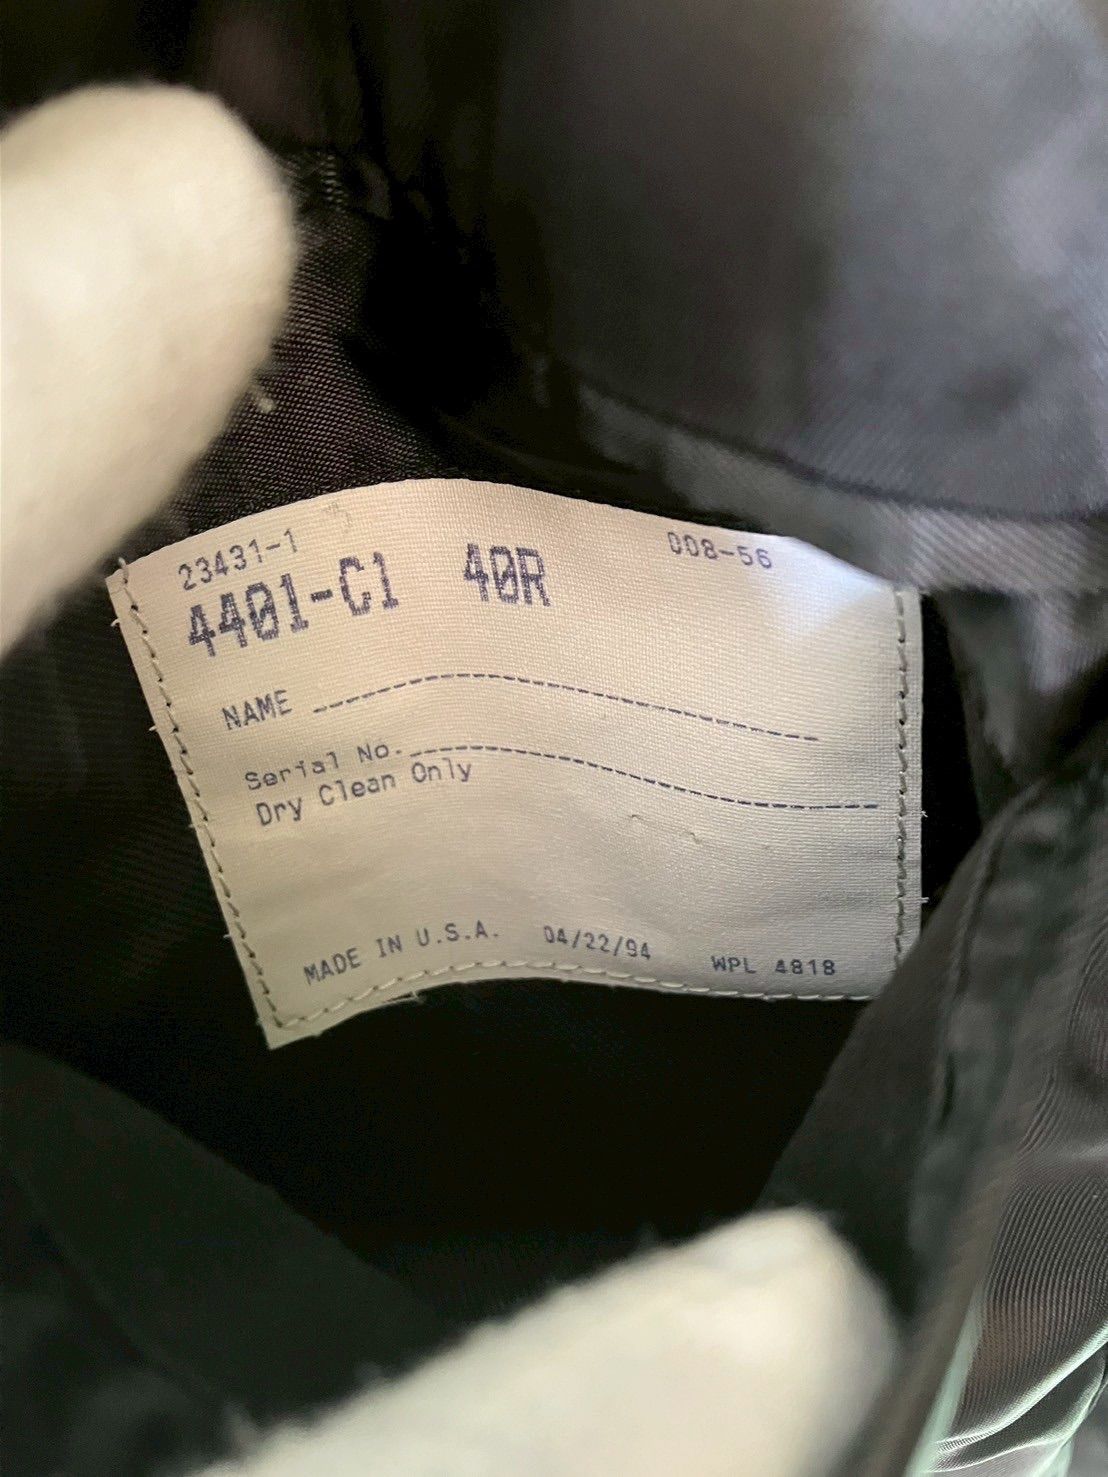 23431-1 008-56
4401-C1 40R
NAME
Serial No.
Dry Clean Only
MADE IN U.S.A. 04/22/94 WPL 4818